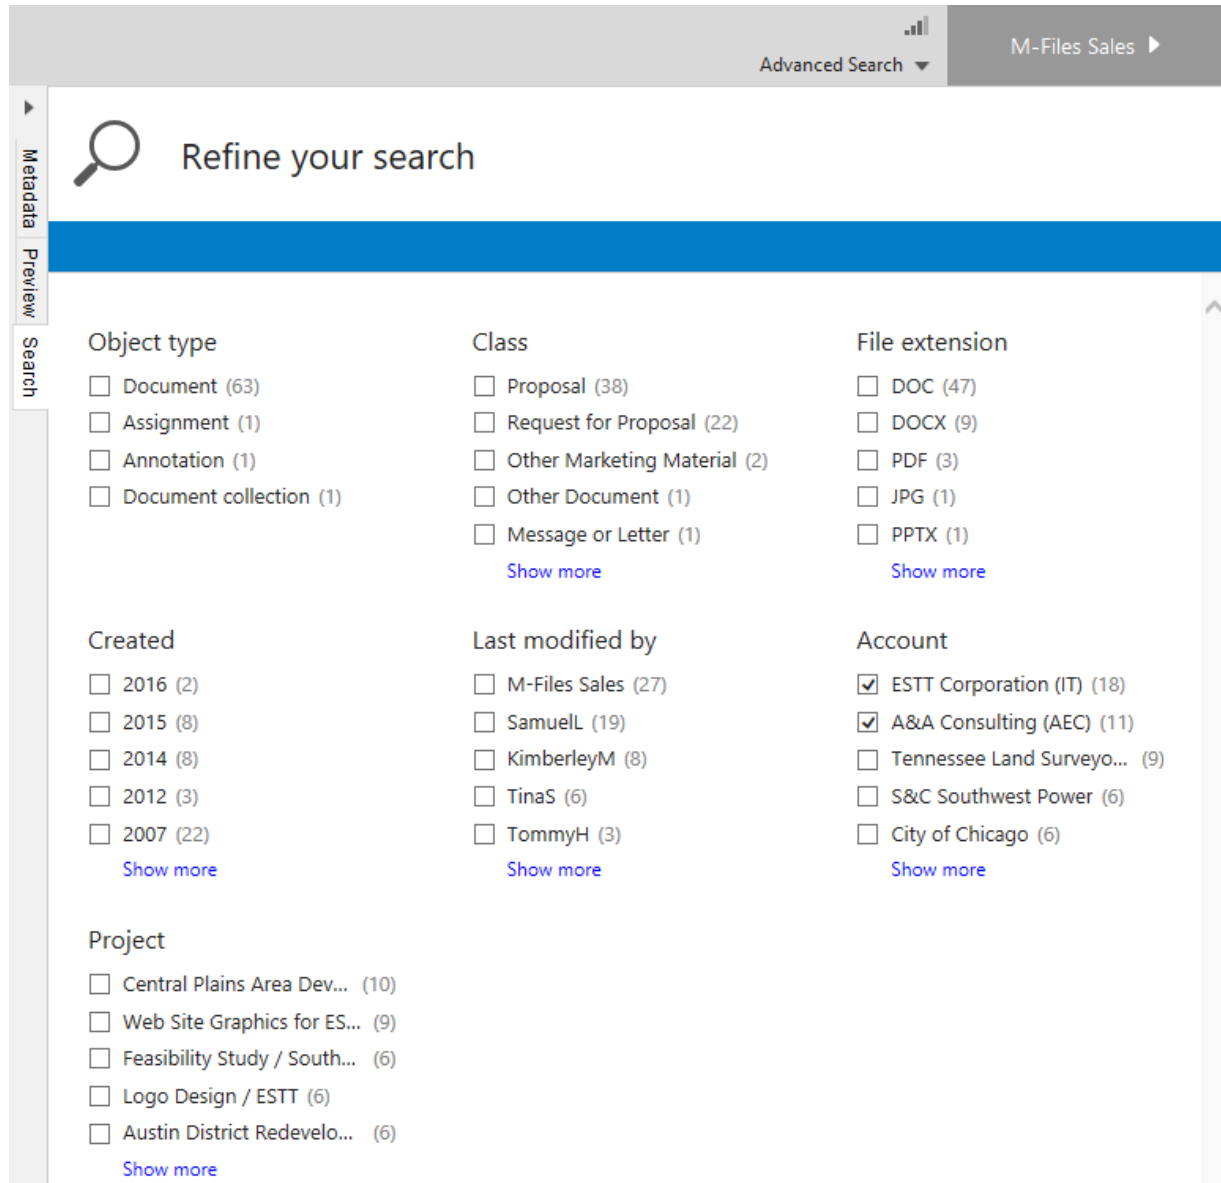 Advanced Search
M-Files Sales
Metadata
Preview
Search
Refine your search
Object type
Document (63)
Assignment (1)
Annotation (1)
Document collection (1)
Class
Proposal (38)
Request for Proposal (22)
Other Marketing Material (2)
Other Document (1)
Message or Letter (1)
Show more
File extension
DOC (47)
DOCX (9)
PDF (3)
JPG (1)
PPTX (1)
Show more
Created
2016 (2)
2015 (8)
2014 (8)
2012 (3)
2007 (22)
Show more
Last modified by
M-Files Sales (27)
SamuelL (19)
KimberleyM (8)
TinaS (6)
TommyH (3)
Show more
Account
ESTT Corporation (IT) (18)
A&A Consulting (AEC) (11)
Tennessee Land Surveyo... (9)
S&C Southwest Power (6)
City of Chicago (6)
Show more
Project
Central Plains Area Dev... (10)
Web Site Graphics for ES... (9)
Feasibility Study / South... (6)
Logo Design / ESTT (6)
Austin District Redevelo... (6)
Show more